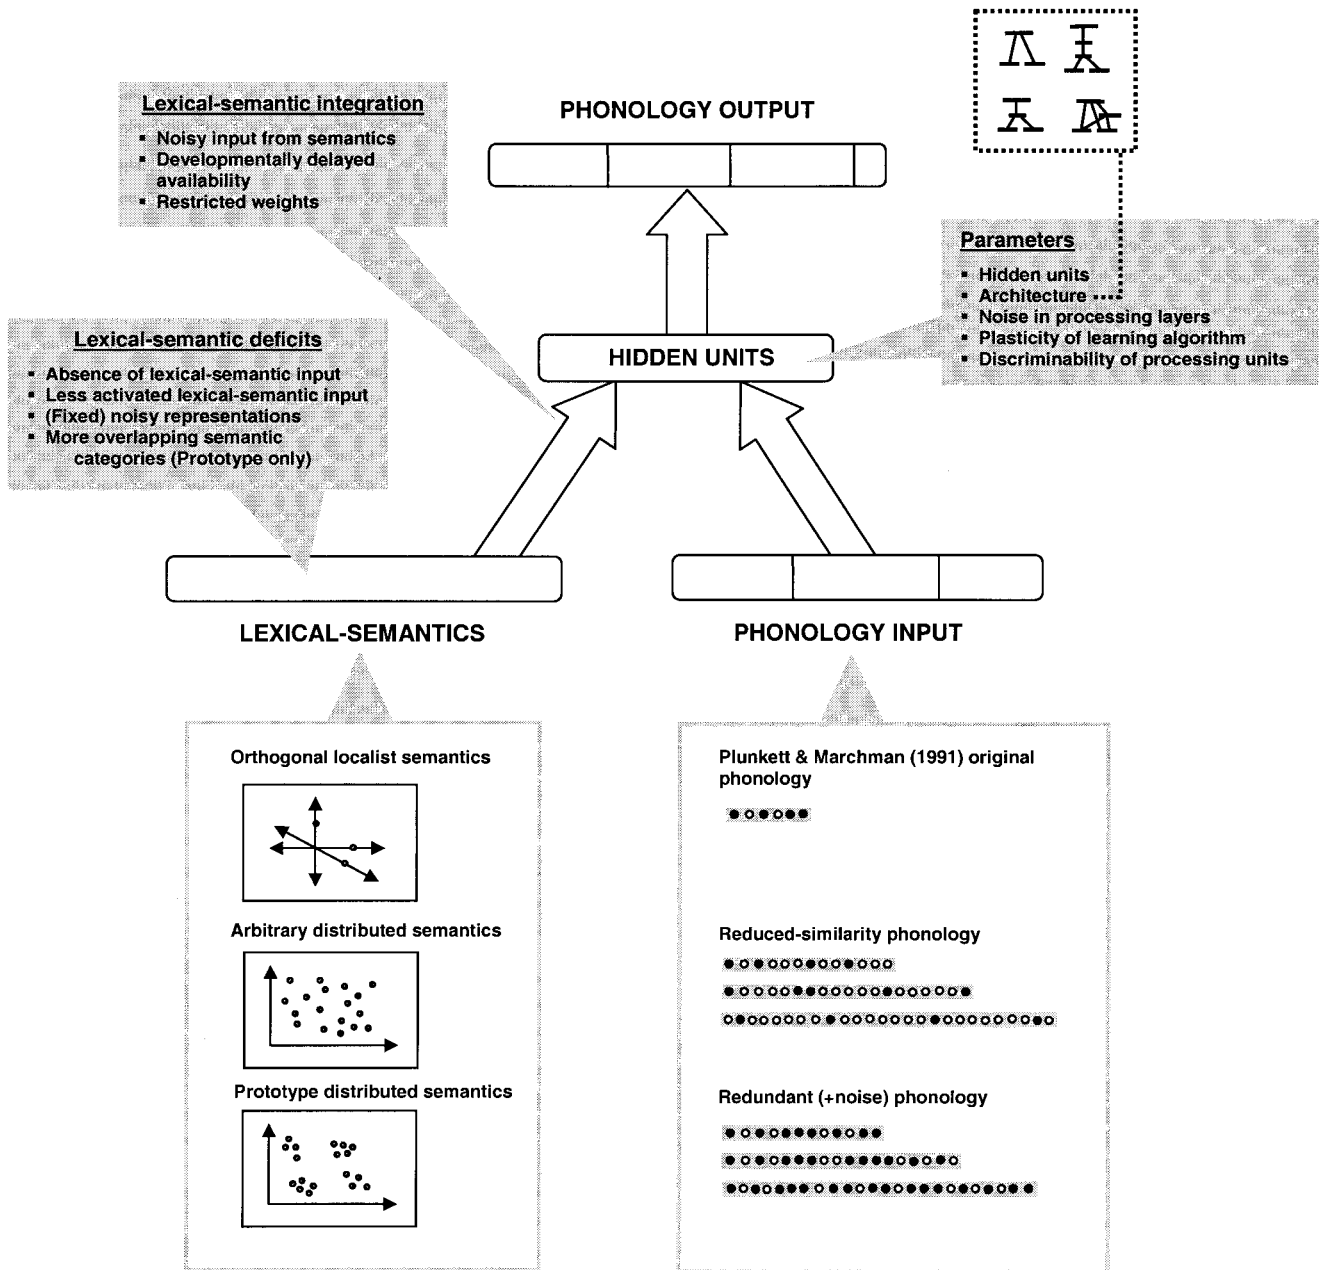 Lexical-semantic integration
▪ Noisy input from semantics
▪ Developmentally delayed
availability
▪ Restricted weights
PHONOLOGY OUTPUT
Parameters
▪ Hidden units
▪ Architecture
▪ Noise in processing layers
▪ Plasticity of learning algorithm
▪ Discriminability of processing units
Lexical-semantic deficits
▪ Absence of lexical-semantic input
▪ Less activated lexical-semantic input
▪ (Fixed) noisy representations
▪ More overlapping semantic
categories (Prototype only)
HIDDEN UNITS
LEXICAL-SEMANTICS
PHONOLOGY INPUT
Orthogonal localist semantics
Arbitrary distributed semantics
Prototype distributed semantics
Plunkett & Marchman (1991) original
phonology
Reduced-similarity phonology
Redundant (+noise) phonology